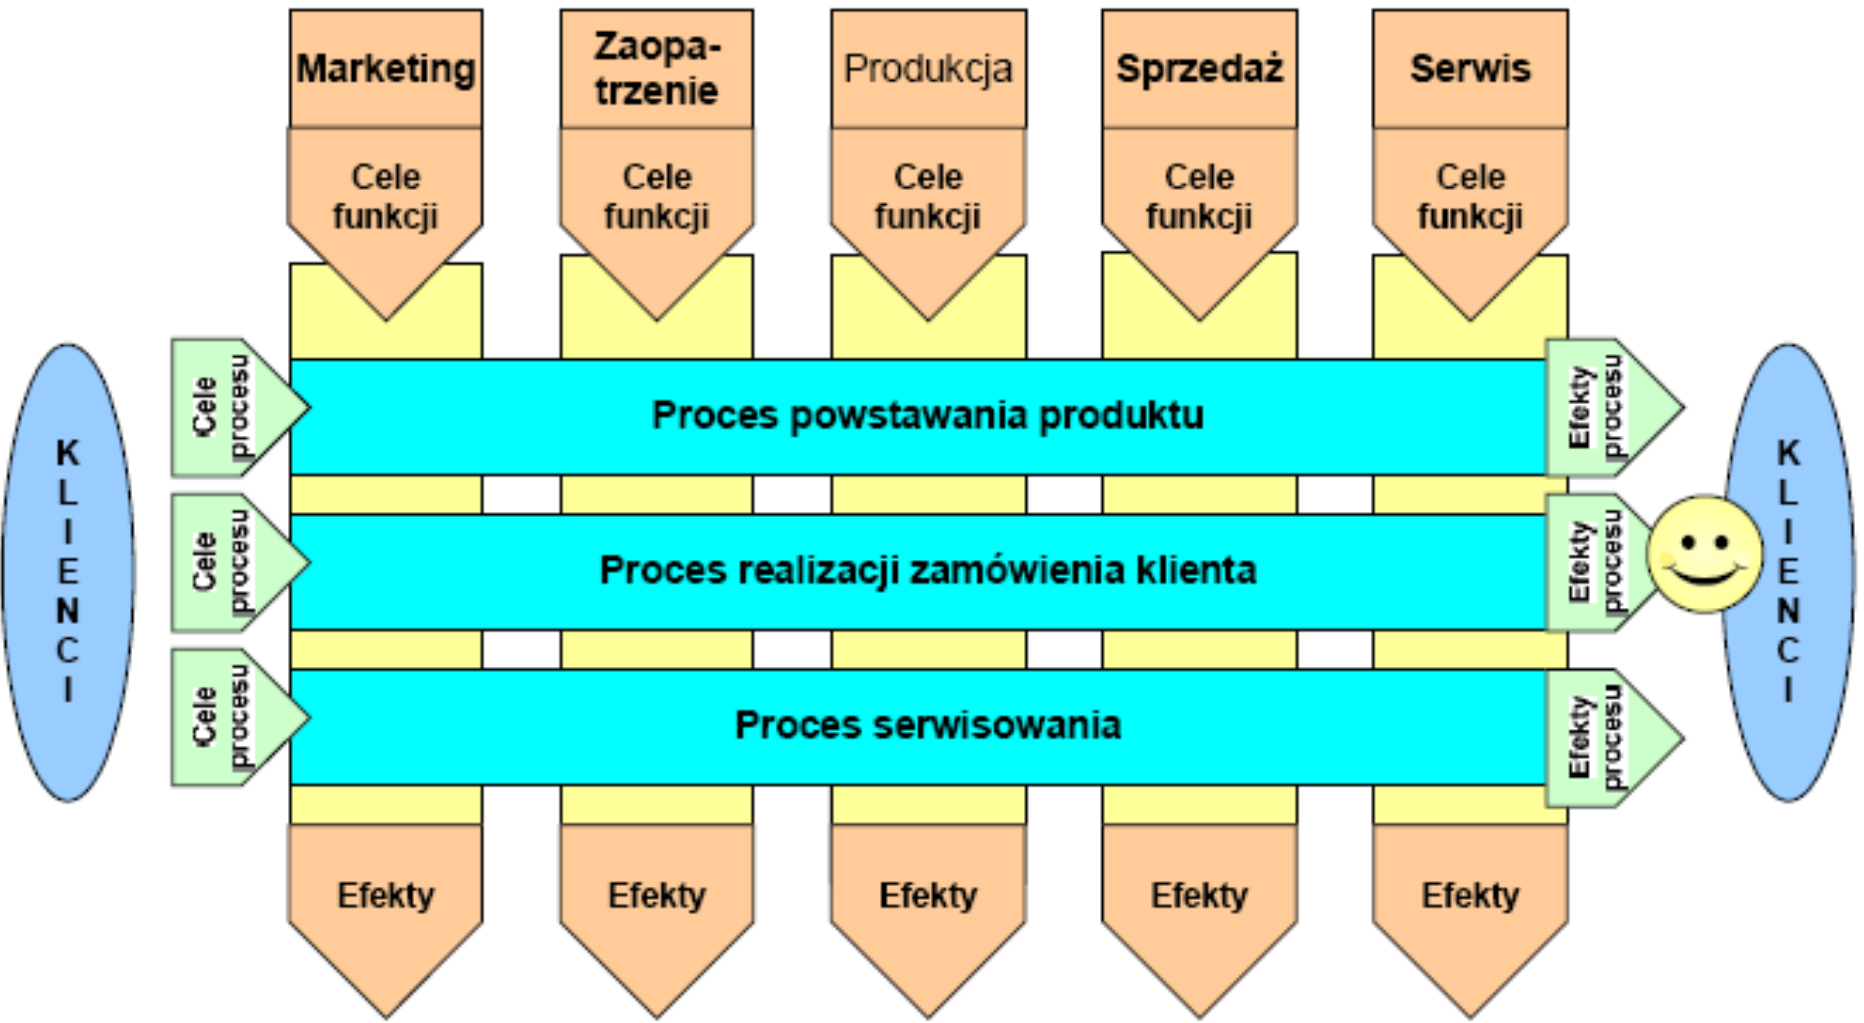 Marketing
Zaopa-
trzenie
Produkcja
Sprzedaż
Serwis
Cele
funkcji
Cele
funkcji
Cele
funkcji
Cele
funkcji
Cele
funkcji
KLIENCI
Cele
procesu
Proces powstawania produktu
Efekty
procesu
KLIENCI
Cele
procesu
Proces realizacji zamówienia klienta
Efekty
procesu
Cele
procesu
Proces serwisowania
Efekty
procesu
Efekty
Efekty
Efekty
Efekty
Efekty